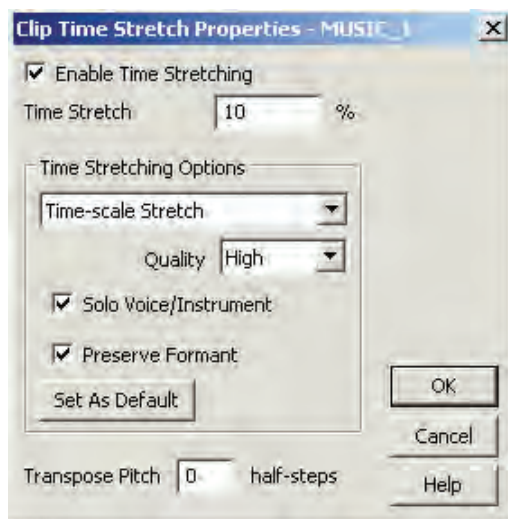 Clip Time Stretch Properties - MUSIC_1
Enable Time Stretching
Time Stretch 10 %
Time Stretching Options
Time-scale Stretch
Quality High
Solo Voice/Instrument
Preserve Formant
Set As Default
OK
Cancel
Transpose Pitch 0 half-steps
Help